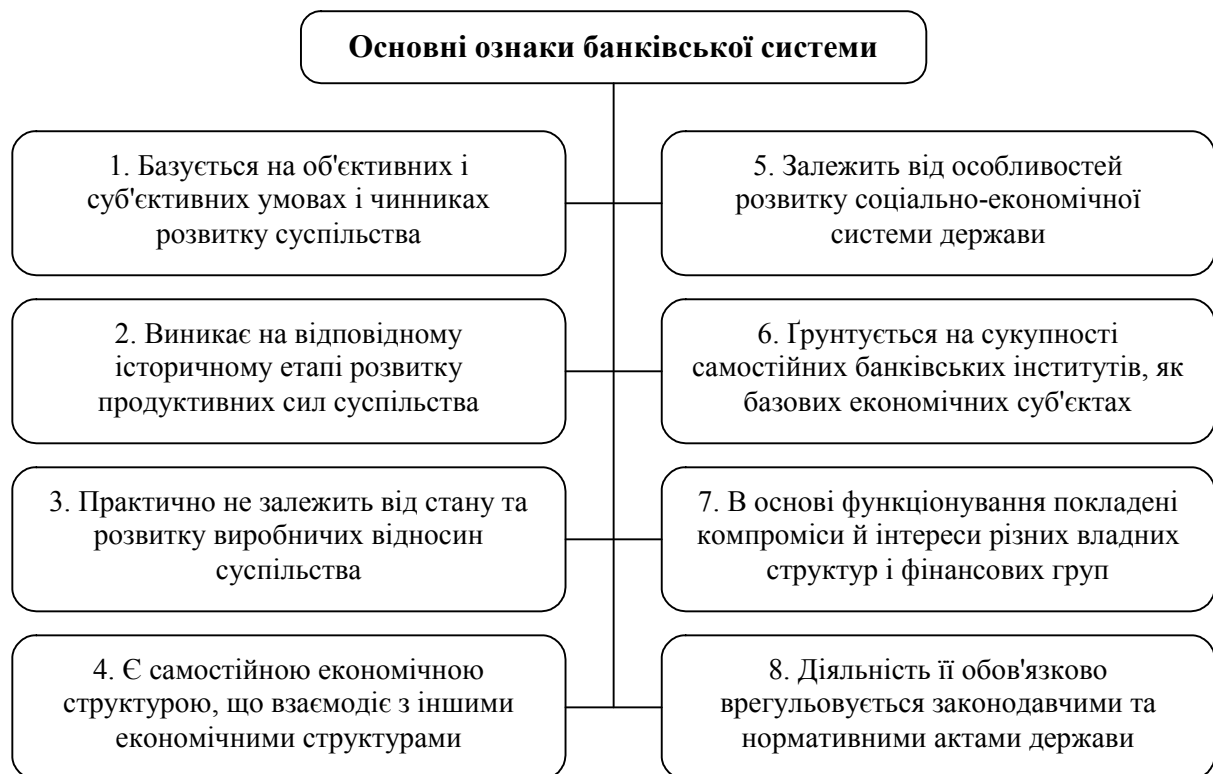 Основні ознаки банківської системи
1. Базується на об'єктивних і
суб'єктивних умовах і чинниках
розвитку суспільства
2. Виникає на відповідному
історичному етапі розвитку
продуктивних сил суспільства
3. Практично не залежить від стану та
розвитку виробничих відносин
суспільства
4. Є самостійною економічною
структурою, що взаємодіє з іншими
економічними структурами
5. Залежить від особливостей
розвитку соціально-економічної
системи держави
6. Ґрунтується на сукупності
самостійних банківських інститутів, як
базових економічних суб'єктах
7. В основі функціонування покладені
компроміси й інтереси різних владних
структур і фінансових груп
8. Діяльність її обов'язково
врегульовується законодавчими та
нормативними актами держави